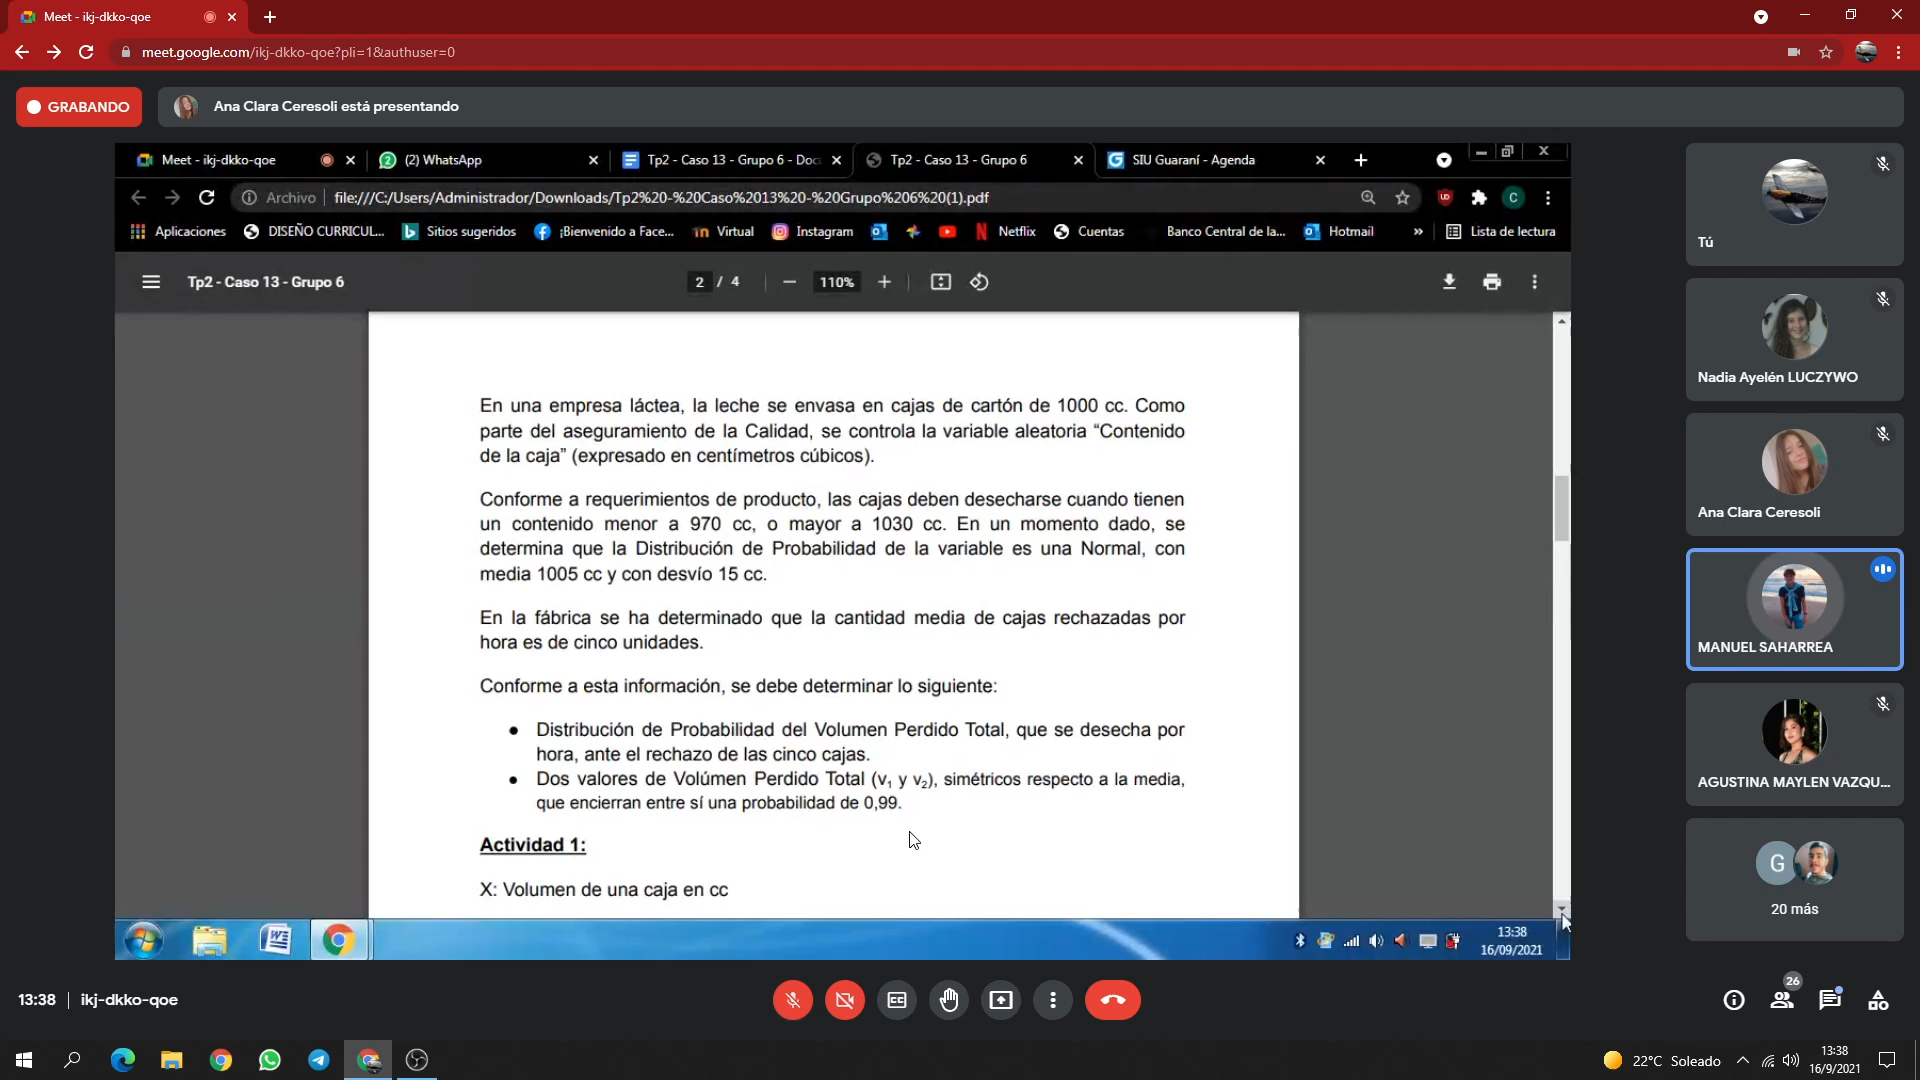 Meet - ikj-dkko-qoe
meet.google.com/ikj-dkko-qoe?pli=1&authuser=0
GRABANDO
Ana Clara Ceresoli está presentando
Meet - ikj-dkko-qoe
(2) WhatsApp
Tp2 - Caso 13 - Grupo 6 - Doc
Tp2 - Caso 13 - Grupo 6
SIU Guaraní - Agenda
Archivo
file:///C:/Users/Administrador/Downloads/Tp2%20-%20Caso%2013%20-%20Grupo%206%20(1).pdf
Aplicaciones
DISEÑO CURRICUL...
Sitios sugeridos
¡Bienvenido a Face...
Virtual
Instagram
Netflix
Cuentas
Banco Central de la...
Hotmail
»
Lista de lectura
Tp2 - Caso 13 - Grupo 6
2 / 4
110%
En una empresa láctea, la leche se envasa en cajas de cartón de 1000 cc. Como
parte del aseguramiento de la Calidad, se controla la variable aleatoria “Contenido
de la caja” (expresado en centímetros cúbicos).
Conforme a requerimientos de producto, las cajas deben desecharse cuando tienen
un contenido menor a 970 cc, o mayor a 1030 cc. En un momento dado, se
determina que la Distribución de Probabilidad de la variable es una Normal, con
media 1005 cc y con desvío 15 cc.
En la fábrica se ha determinado que la cantidad media de cajas rechazadas por
hora es de cinco unidades.
Conforme a esta información, se debe determinar lo siguiente:
● Distribución de Probabilidad del Volumen Perdido Total, que se desecha por
hora, ante el rechazo de las cinco cajas.
● Dos valores de Volúmen Perdido Total (v₁ y v₂), simétricos respecto a la media,
que encierran entre sí una probabilidad de 0,99.
Actividad 1:
X: Volumen de una caja en cc
13:38
16/09/2021
Tú
Nadia Ayelén LUCZYWO
Ana Clara Ceresoli
MANUEL SAHARREA
AGUSTINA MAYLEN VAZQU...
G
20 más
13:38 | ikj-dkko-qoe
26
22°C Soleado
13:38
16/9/2021